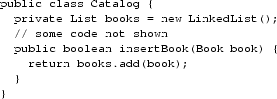 public class Catalog {
  private List books = new LinkedList();
  // some code not shown
  public boolean insertBook(Book book) {
    return books.add(book);
  }
}